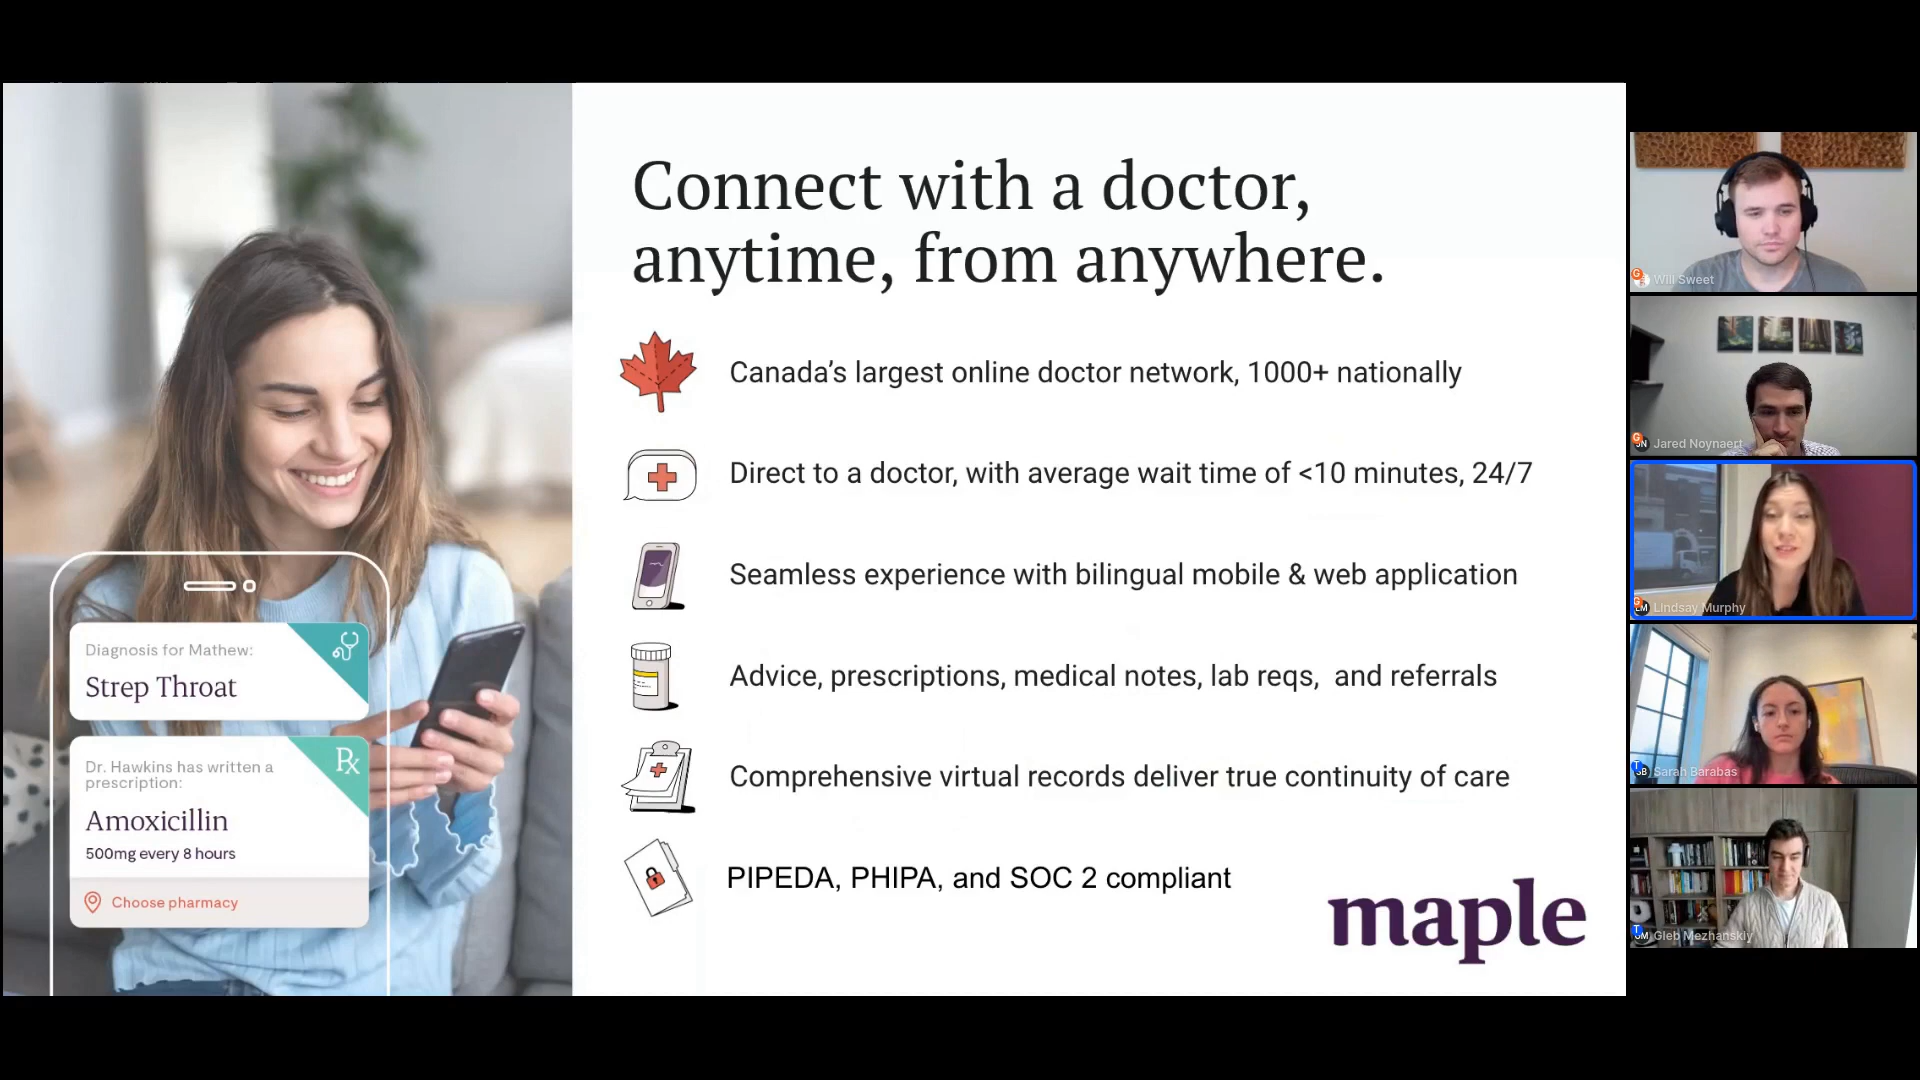 Connect with a doctor,
anytime, from anywhere.
Canada’s largest online doctor network, 1000+ nationally
Direct to a doctor, with average wait time of <10 minutes, 24/7
Seamless experience with bilingual mobile & web application
Advice, prescriptions, medical notes, lab reqs,  and referrals
Comprehensive virtual records deliver true continuity of care
PIPEDA, PHIPA, and SOC 2 compliant
maple
Diagnosis for Mathew:
Strep Throat
Dr. Hawkins has written a
prescription:
Rx
Amoxicillin
500mg every 8 hours
Choose pharmacy
Will Sweet
Jared Noynaert
Lindsay Murphy
Sarah Barabas
Gleb Mezhanskiy